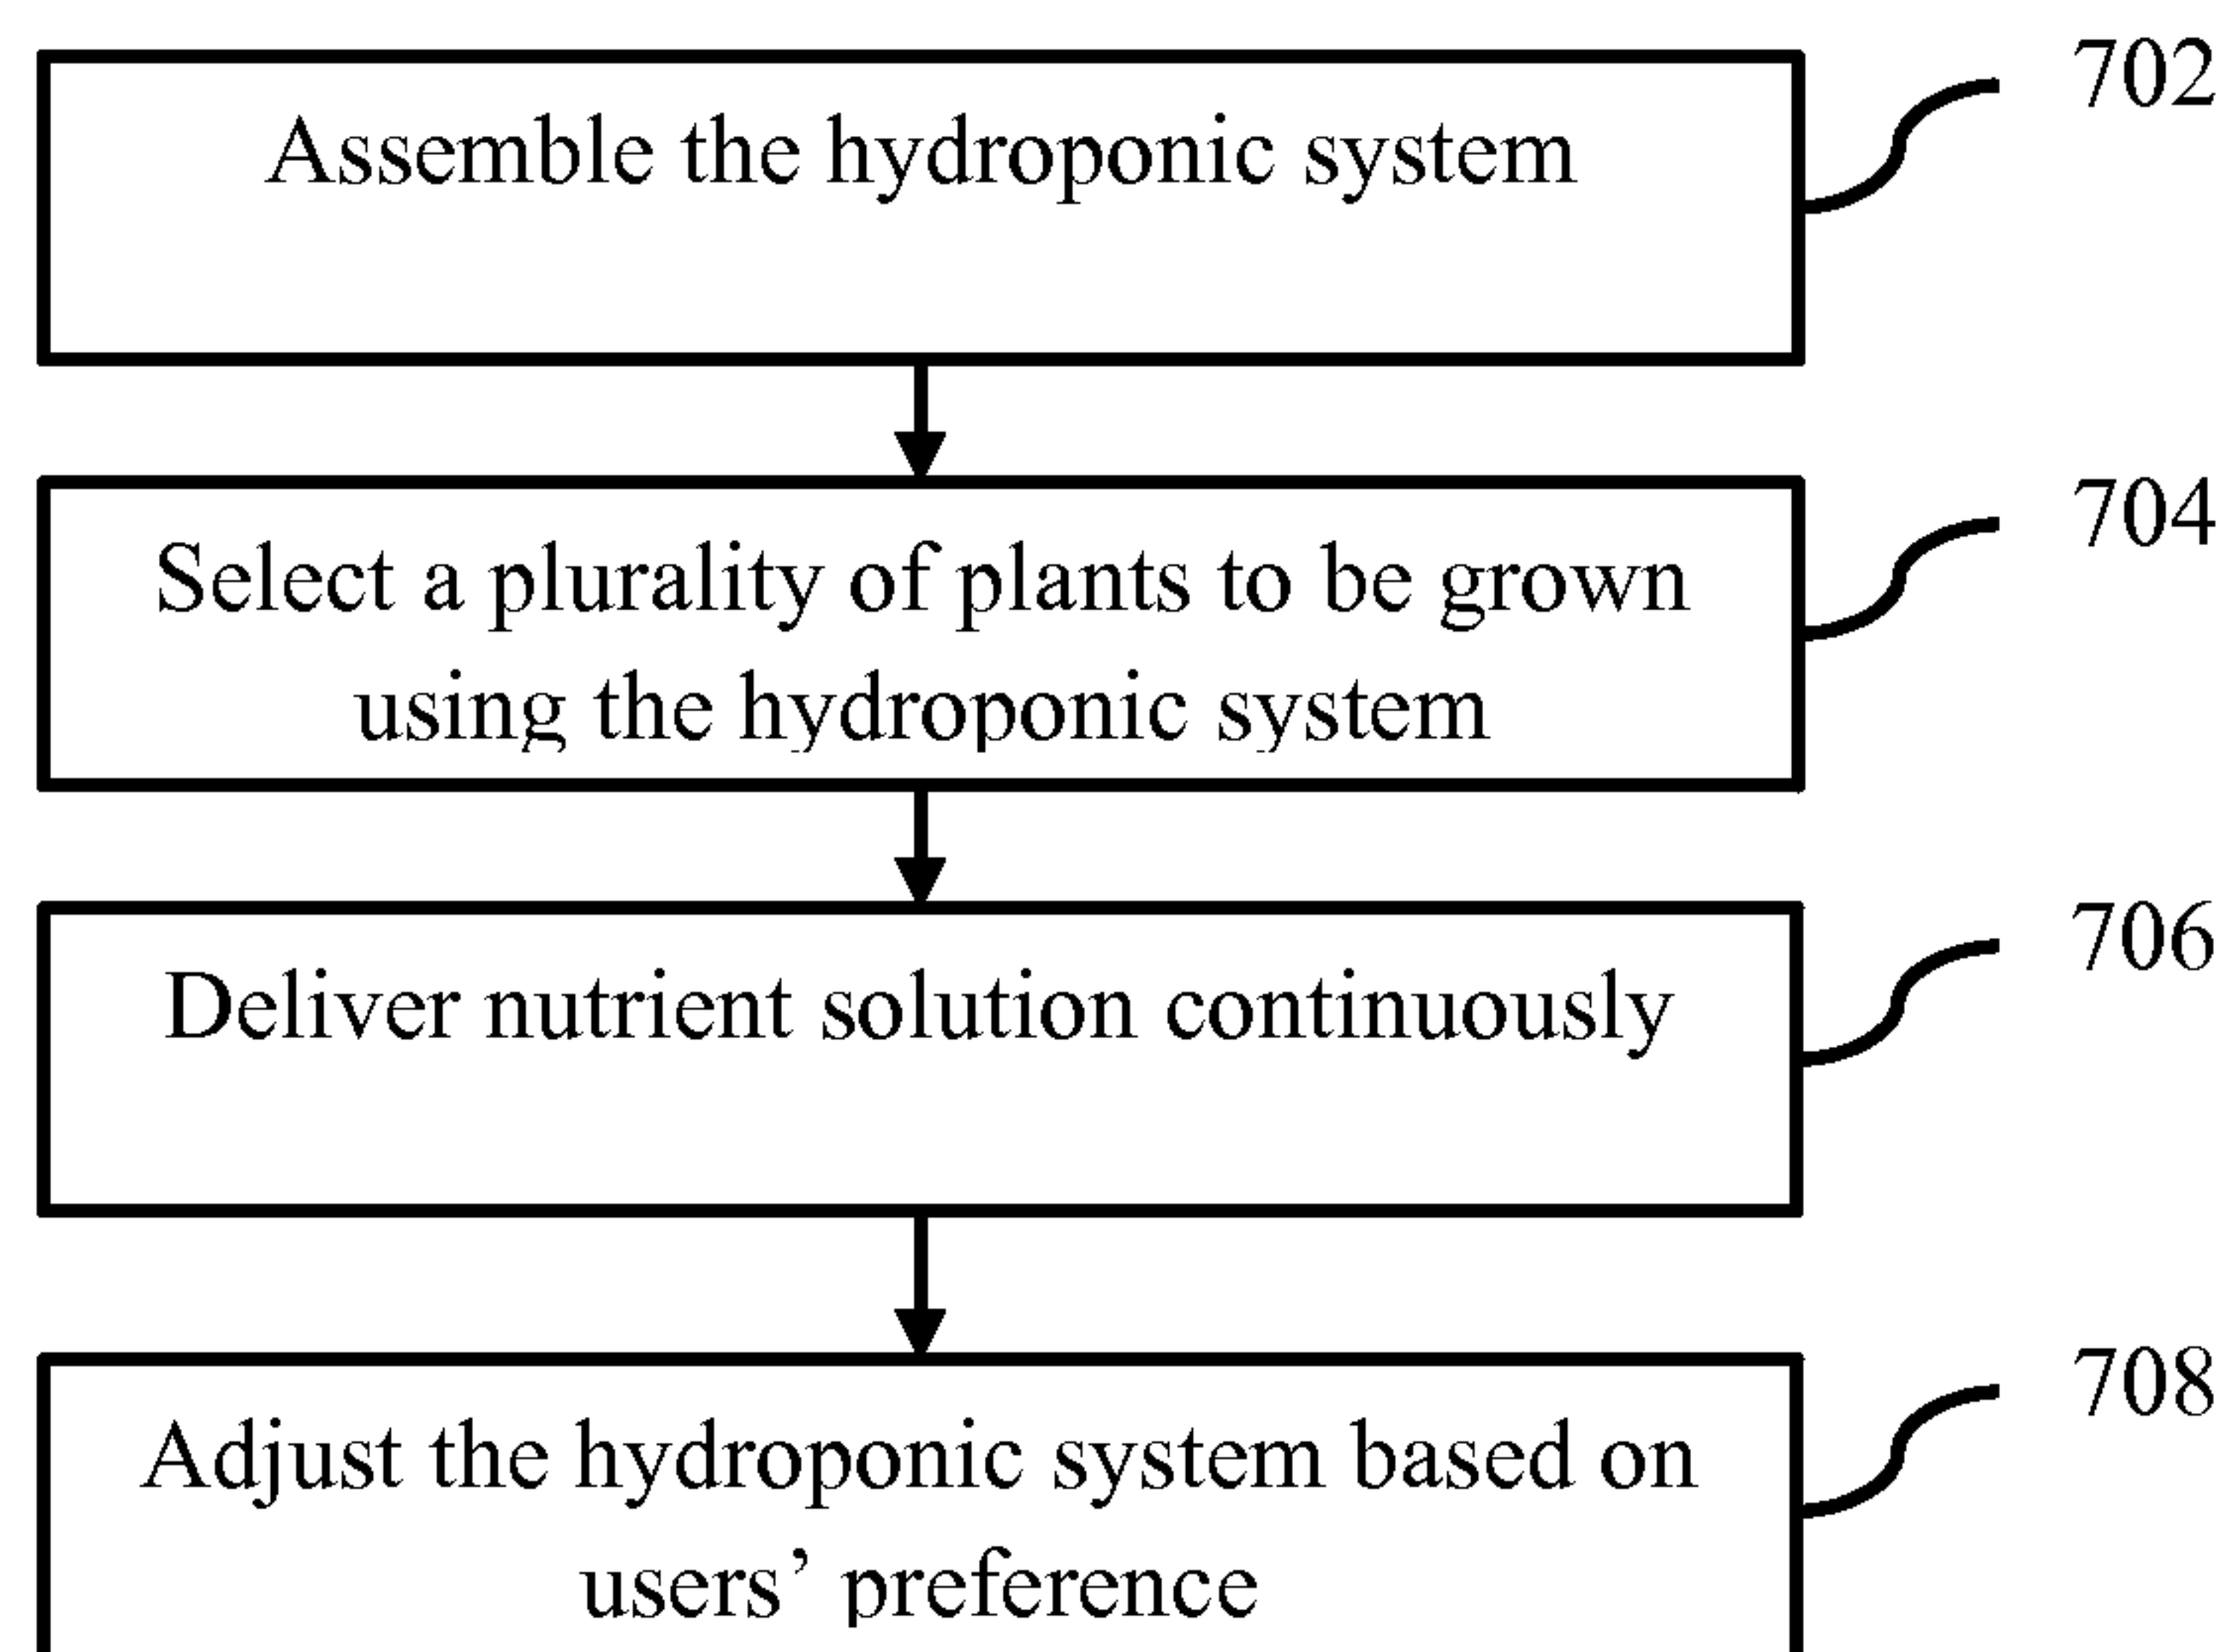 Assemble the hydroponic system
702
Select a plurality of plants to be grown
using the hydroponic system
704
Deliver nutrient solution continuously
706
Adjust the hydroponic system based on
users’ preference
708